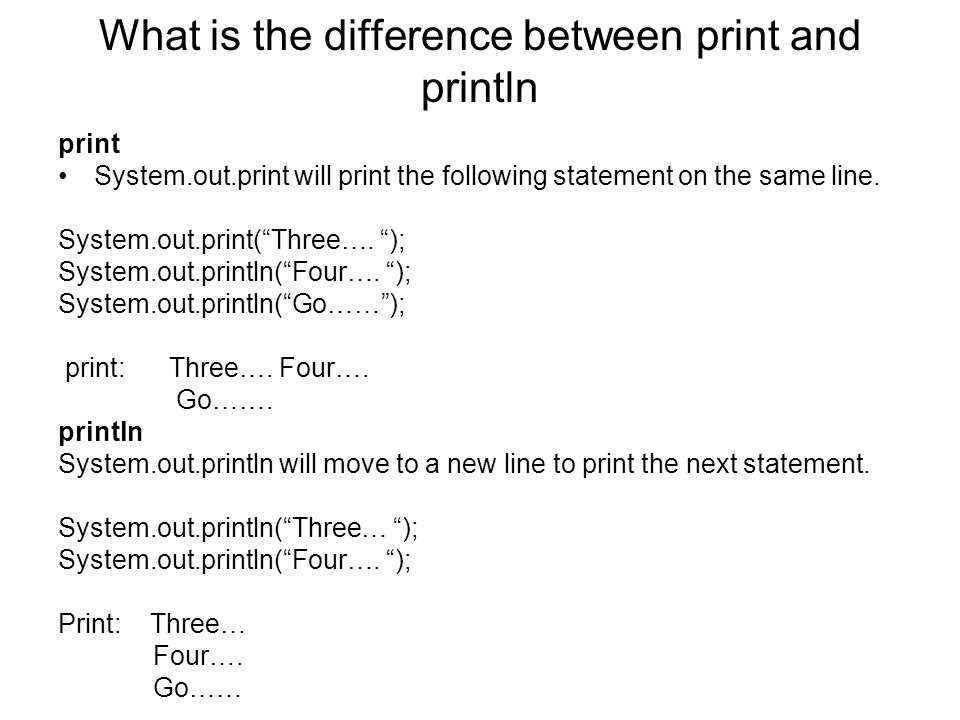 What is the difference between print and
println
print
• System.out.print will print the following statement on the same line.
System.out.print(“Three…. “);
System.out.println(“Four…. “);
System.out.println(“Go……”);
print: Three…. Four….
Go…….
println
System.out.println will move to a new line to print the next statement.
System.out.println(“Three… “);
System.out.println(“Four…. “);
Print: Three…
Four….
Go……